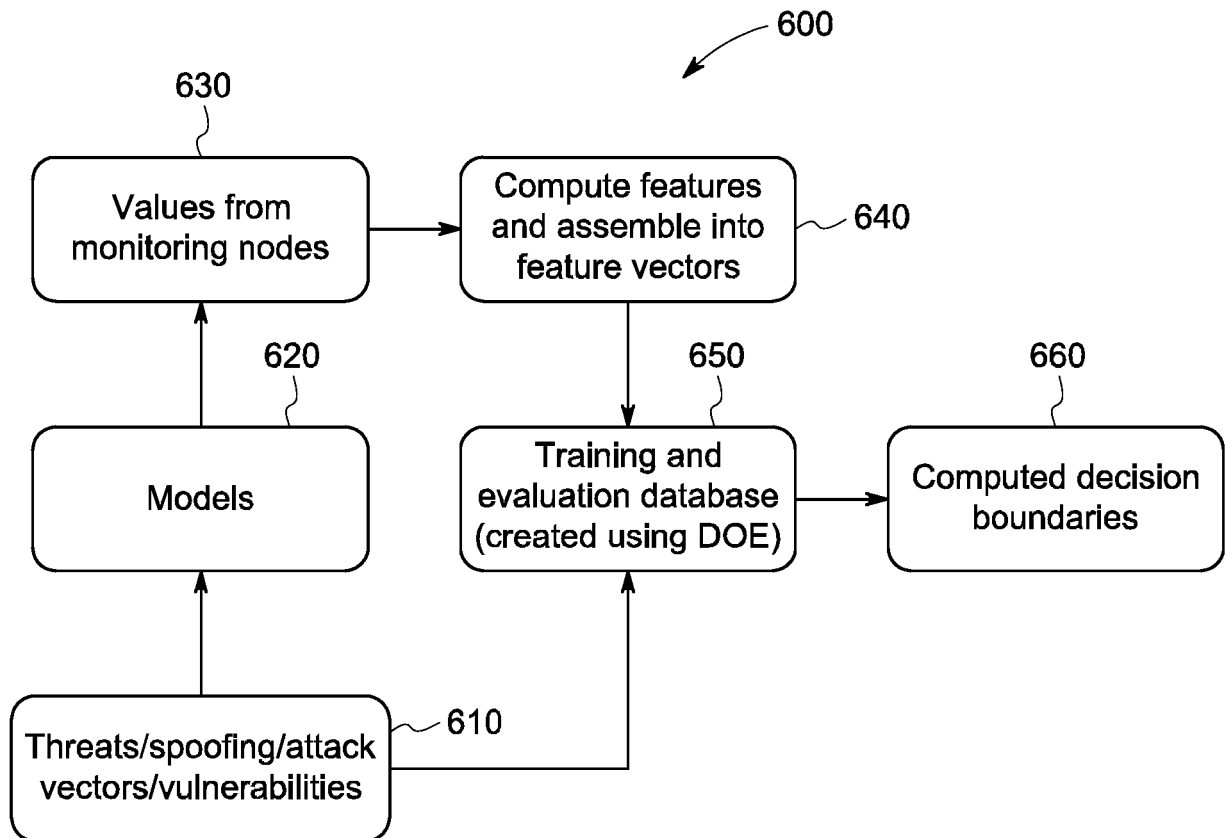 600
630
Values from
monitoring nodes
Compute features
and assemble into
feature vectors
640
620
Models
650
Training and
evaluation database
(created using DOE)
660
Computed decision
boundaries
610
Threats/spoofing/attack
vectors/vulnerabilities